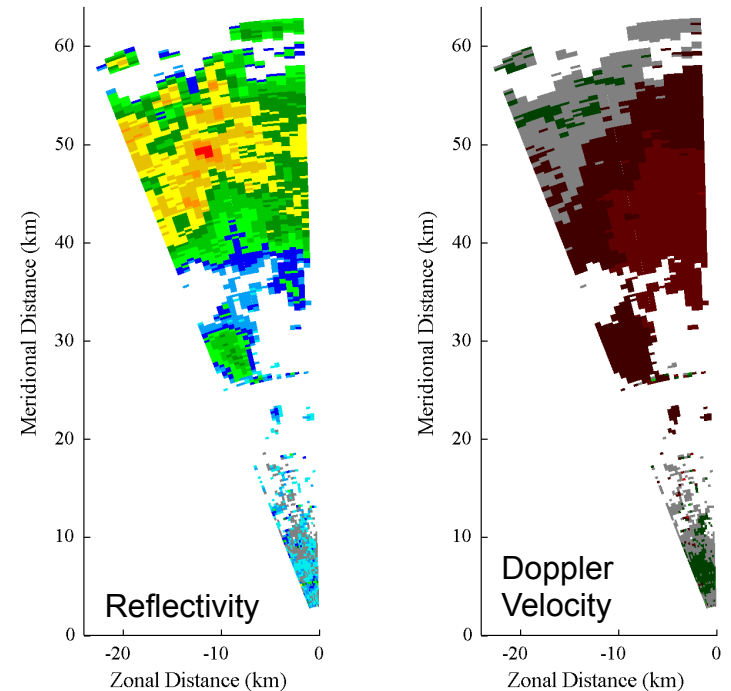 60
50
40
30
20
10
0
Meridional Distance (km)
-20 -10 0
Zonal Distance (km)
Reflectivity
60
50
40
30
20
10
0
Meridional Distance (km)
-20 -10 0
Zonal Distance (km)
Doppler
Velocity